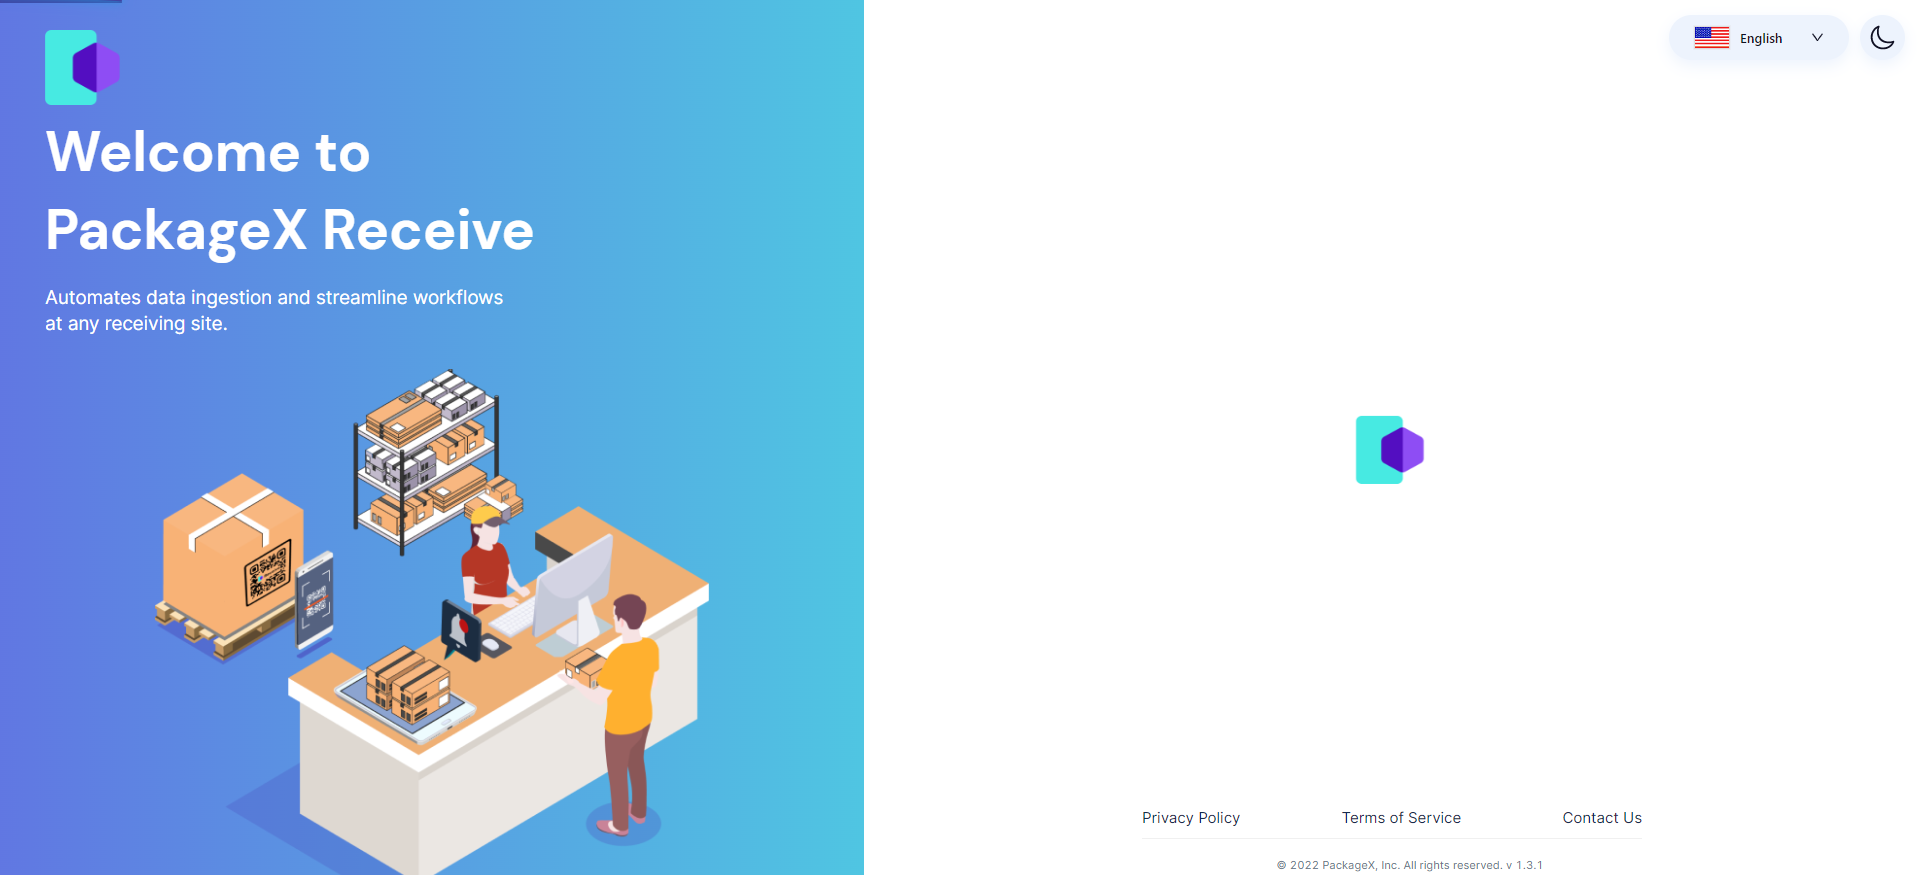 Welcome to
PackageX Receive
Automates data ingestion and streamline workflows
at any receiving site.
English
Privacy Policy
Terms of Service
Contact Us
© 2022 PackageX, Inc. All rights reserved. v 1.3.1